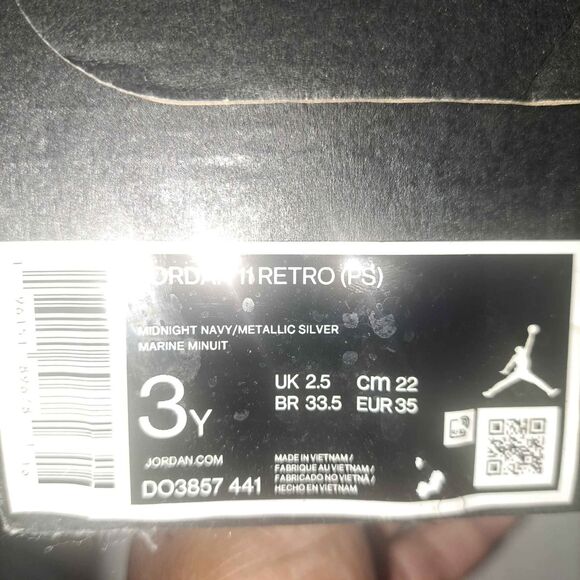 JORDAN 11 RETRO (PS)
MIDNIGHT NAVY/METALLIC SILVER
MARINE MINUIT
3Y
UK 2.5 cm 22
BR 33.5 EUR 35
JORDAN.COM
DO3857 441
MADE IN VIETNAM /
FABRIQUE AU VIETNAM /
FABRICADO NO VIETNÃ /
HECHO EN VIETNAM